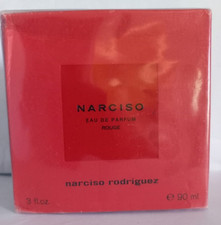 NARCISO
EAU DE PARFUM
ROUGE
narciso rodriguez
3 fl.oz. ℮ 90 ml